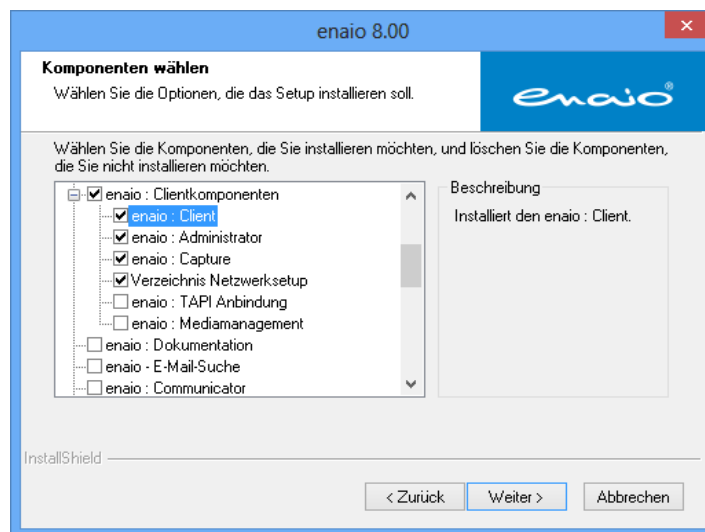 enaio 8.00
Komponenten wählen
Wählen Sie die Optionen, die das Setup installieren soll.
enaio®
Wählen Sie die Komponenten, die Sie installieren möchten, und löschen Sie die Komponenten,
die Sie nicht installieren möchten.
enaio : Clientkomponenten
enaio : Client
enaio : Administrator
enaio : Capture
Verzeichnis Netzwerksetup
enaio : TAPI Anbindung
enaio : Mediamanagement
enaio : Dokumentation
enaio - E-Mail-Suche
enaio : Communicator
Beschreibung
Installiert den enaio : Client.
InstallShield
< Zurück
Weiter >
Abbrechen